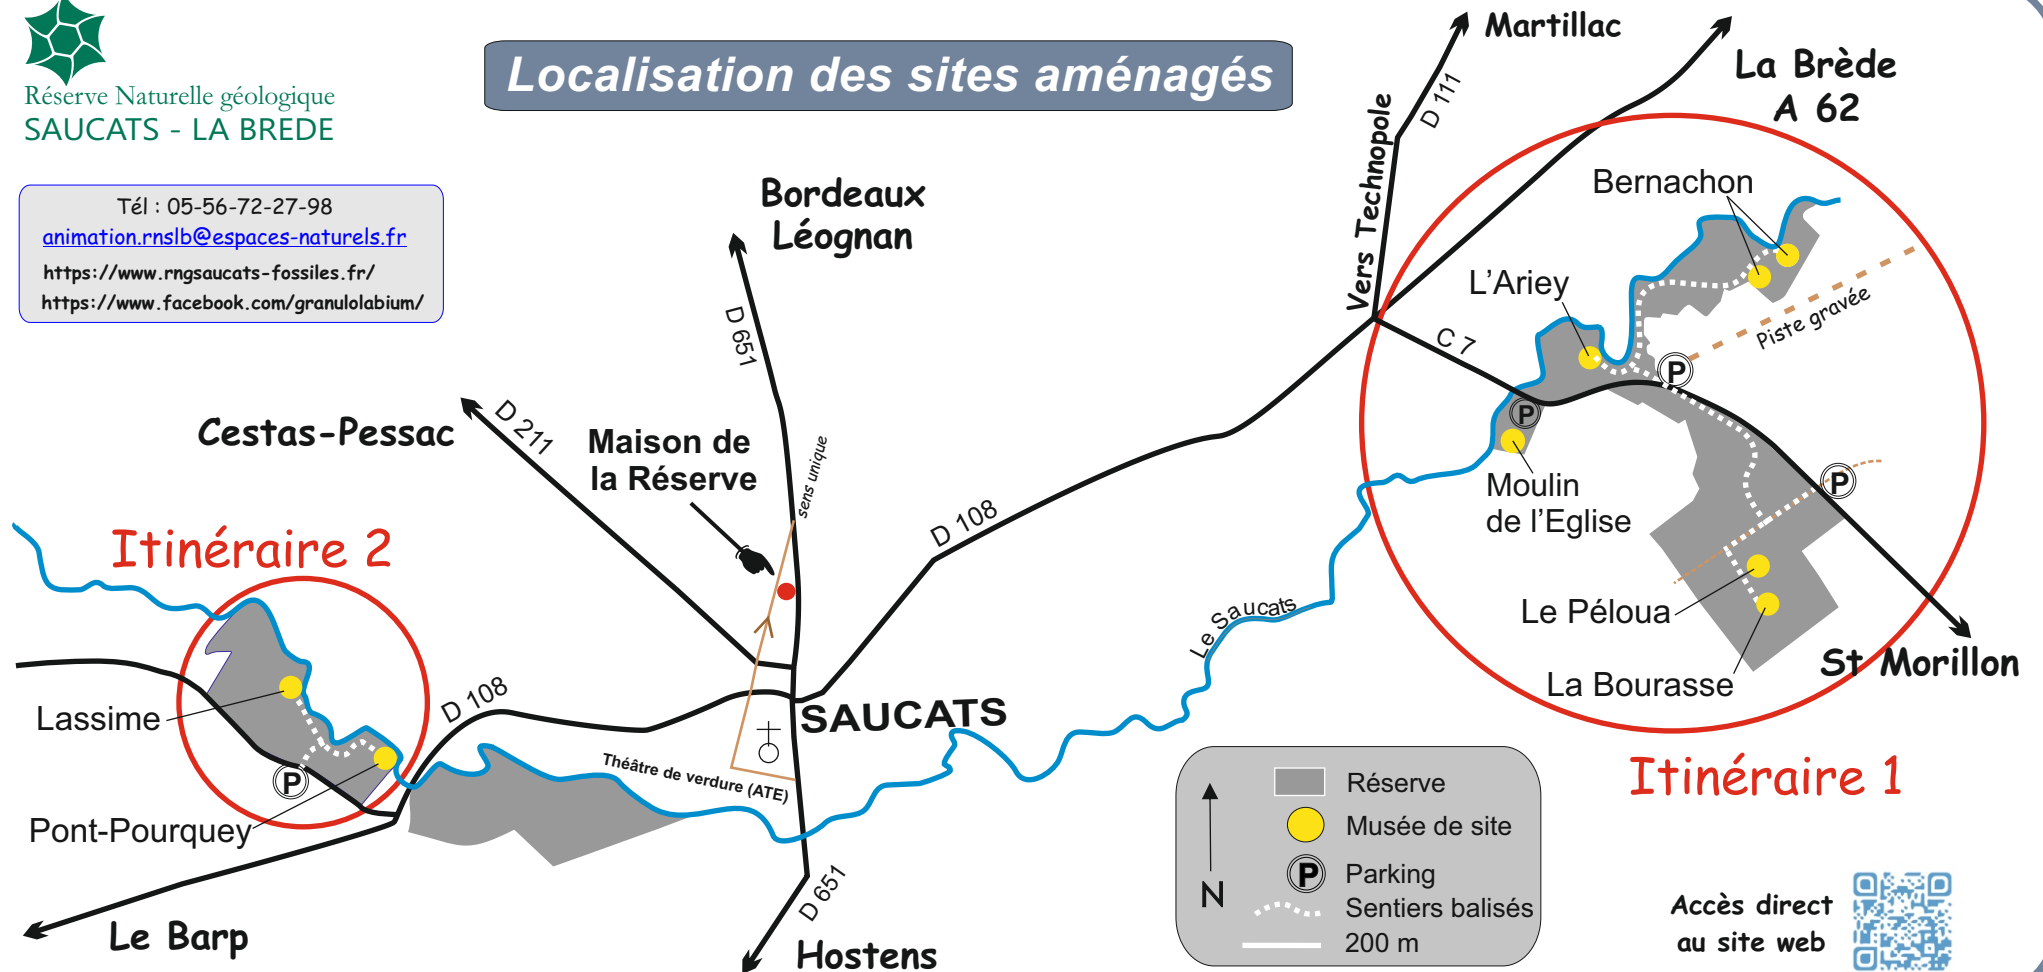 Réserve Naturelle géologique
SAUCATS - LA BREDE
Localisation des sites aménagés
Tél : 05-56-72-27-98
animation.rnslb@espaces-naturels.fr
https://www.rngsaucats-fossiles.fr/
https://www.facebook.com/granulolabium/
Martillac
La Brède
A 62
D 111
Vers Technopole
Bordeaux
Léognan
D 651
Bernachon
L'Ariey
Piste gravée
C 7
P
P
Cestas-Pessac
D 211
Maison de
la Réserve
sens unique
D 108
Moulin
de l'Eglise
P
Itinéraire 2
Le Saucats
Le Péloua
La Bourasse
St Morillon
Lassime
D 108
SAUCATS
P
Théâtre de verdure (ATE)
Pont-Pourquey
Itinéraire 1
Le Barp
D 651
Hostens
N
Réserve
Musée de site
P Parking
Sentiers balisés
200 m
Accès direct
au site web